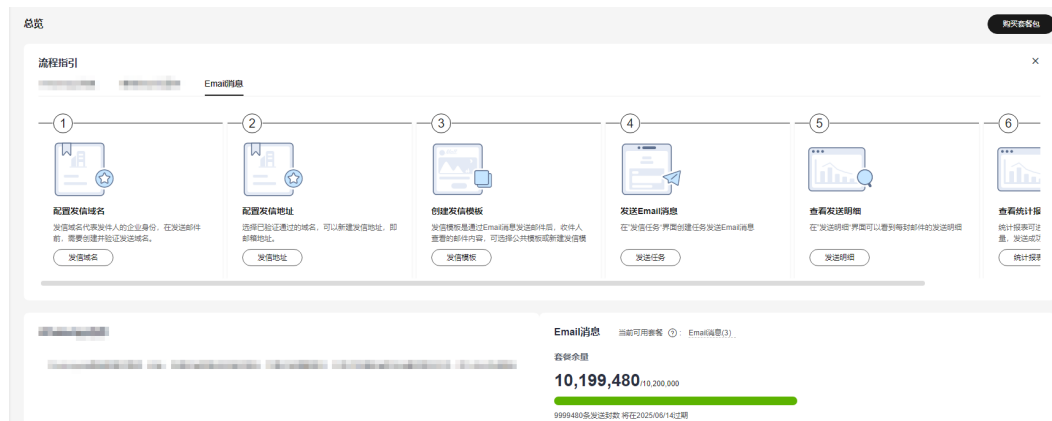 总览
购买套餐包
流程指引
Email消息
1
2
3
4
5
6
配置发信域名
发信域名代表发件人的企业身份，在发送邮件
前，需要创建并验证发送域名。
发信域名
配置发信地址
选择已验证通过的域名，可以新建发信地址，即
邮箱地址。
发信地址
创建发信模板
发信模板是通过Email消息发送邮件后，收件人
查看的邮件内容，可选择公共模板或新建发信模
发信模板
发送Email消息
在“发信任务”界面创建任务发送Email消息
发送任务
查看发送明细
在“发送明细”界面可以看到每封邮件的发送明细
发送明细
查看统计报
统计报表可进
量，发送成功
统计报表
Email消息 当前可用套餐 ? : Email消息(3)
套餐余量
10,199,480/10,200,000
9999480条发送封数 将在2025/06/14过期